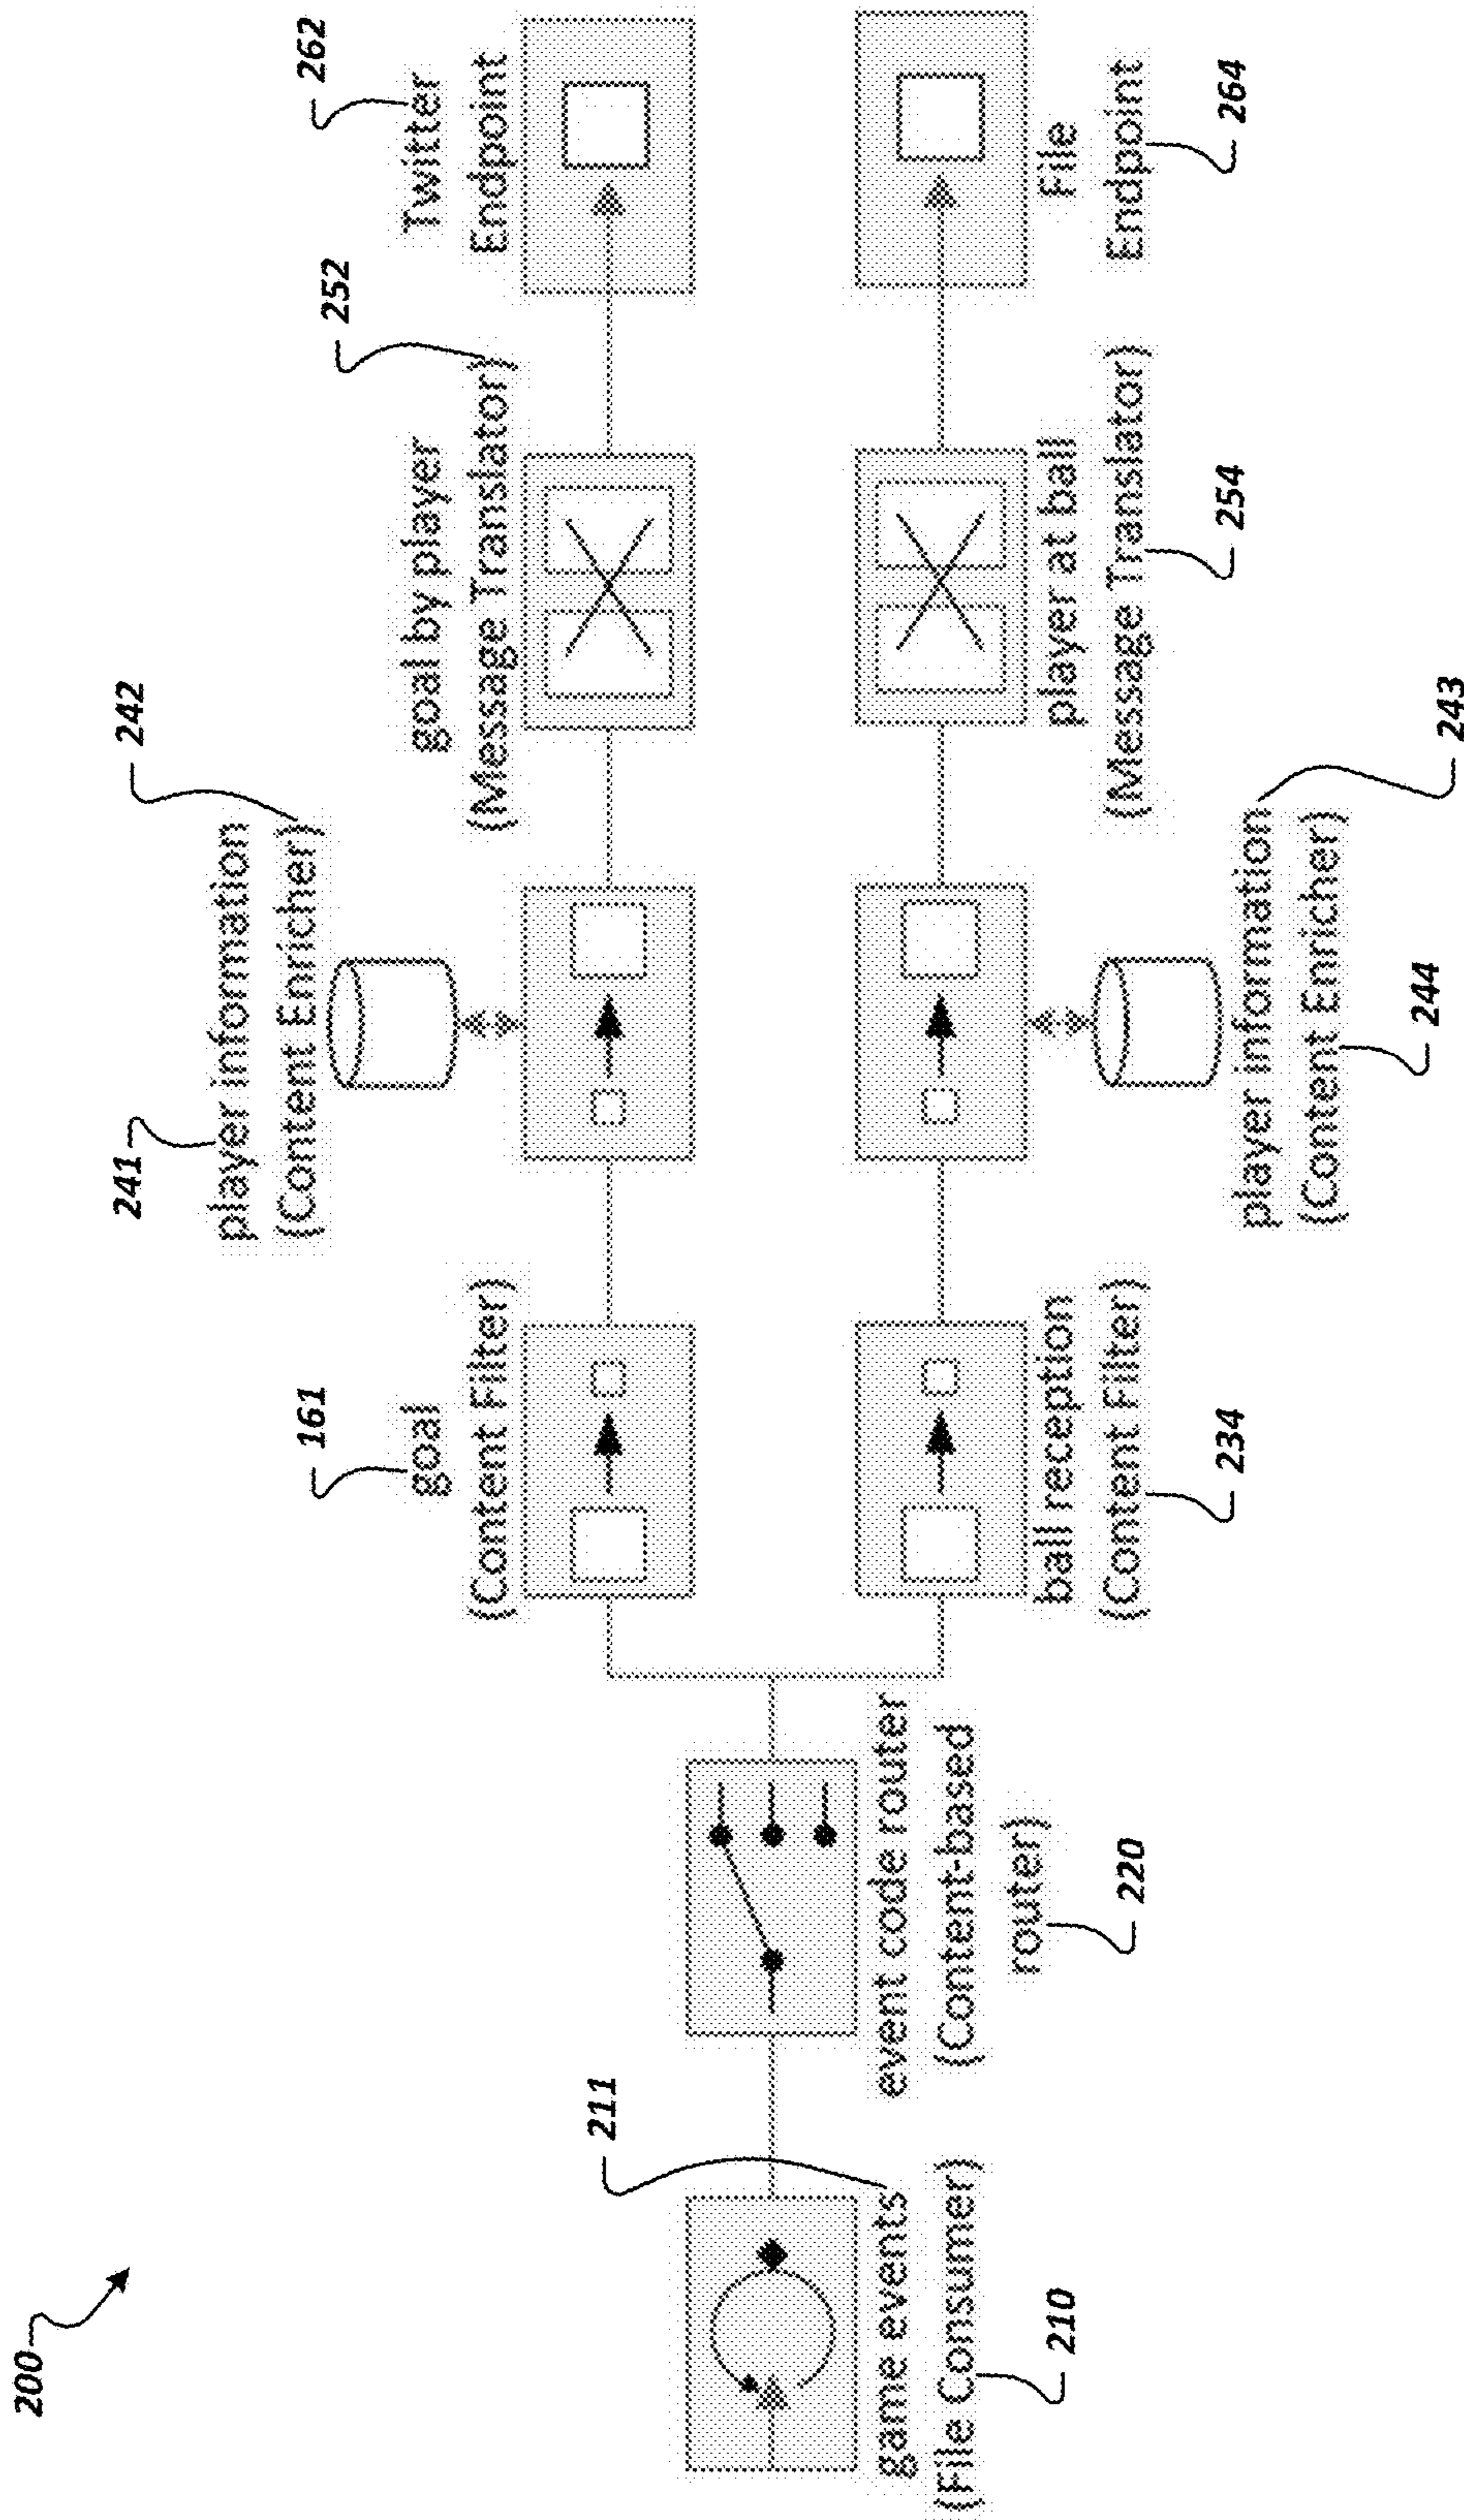 200
game events
(File Consumer)
210
211
event code router
(Content-based
router)
220
161
goal
(Content Filter)
ball reception
(Content Filter)
234
241
242
player information
(Content Enricher)
player information
(Content Enricher)
243
244
goal by player
(Message Translator)
252
player at ball
(Message Translator)
254
262
Twitter
Endpoint
File
Endpoint
264